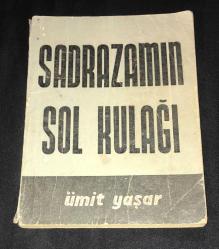 SADRAZAMIN
SOL KULAĞI
ümit yaşar